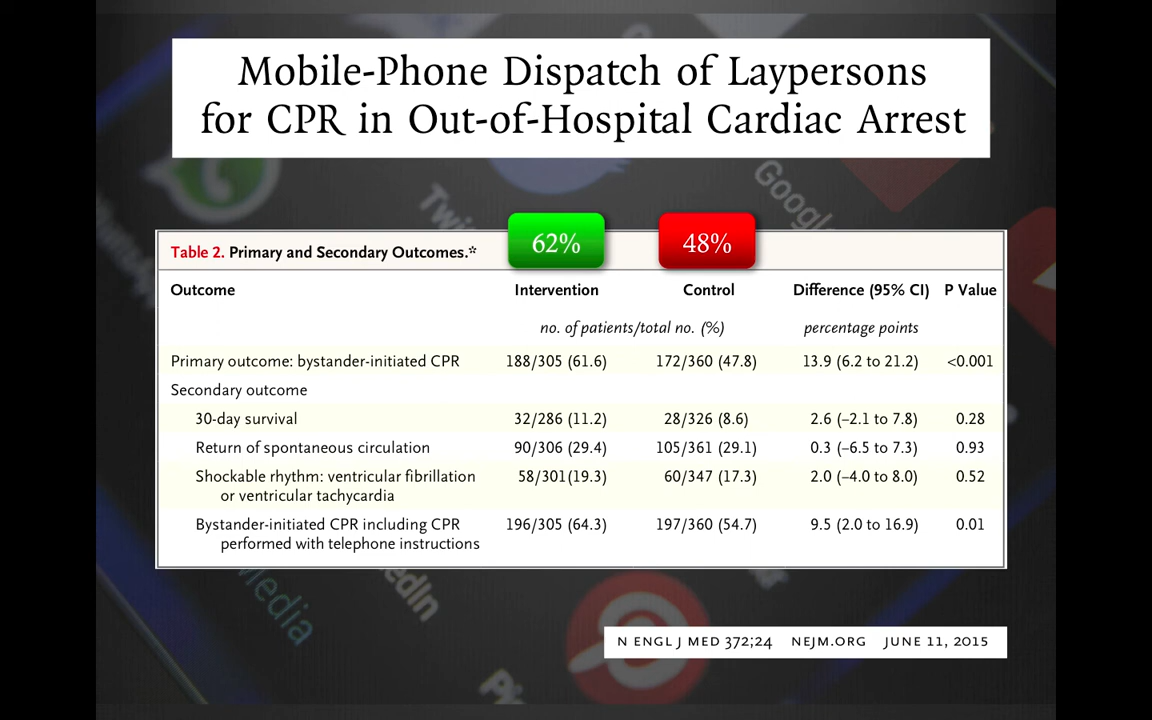 Mobile-Phone Dispatch of Laypersons
for CPR in Out-of-Hospital Cardiac Arrest
Twi
Google
62% 48%
Table 2. Primary and Secondary Outcomes.*
Outcome Intervention Control Difference (95% CI) P Value
no. of patients/total no. (%) percentage points
Primary outcome: bystander-initiated CPR 188/305 (61.6) 172/360 (47.8) 13.9 (6.2 to 21.2) <0.001
Secondary outcome
30-day survival 32/286 (11.2) 28/326 (8.6) 2.6 (–2.1 to 7.8) 0.28
Return of spontaneous circulation 90/306 (29.4) 105/361 (29.1) 0.3 (–6.5 to 7.3) 0.93
Shockable rhythm: ventricular fibrillation 58/301(19.3) 60/347 (17.3) 2.0 (–4.0 to 8.0) 0.52
or ventricular tachycardia
Bystander-initiated CPR including CPR 196/305 (64.3) 197/360 (54.7) 9.5 (2.0 to 16.9) 0.01
performed with telephone instructions
Media
edIn
Pi
N ENGL J MED 372;24 NEJM.ORG JUNE 11, 2015